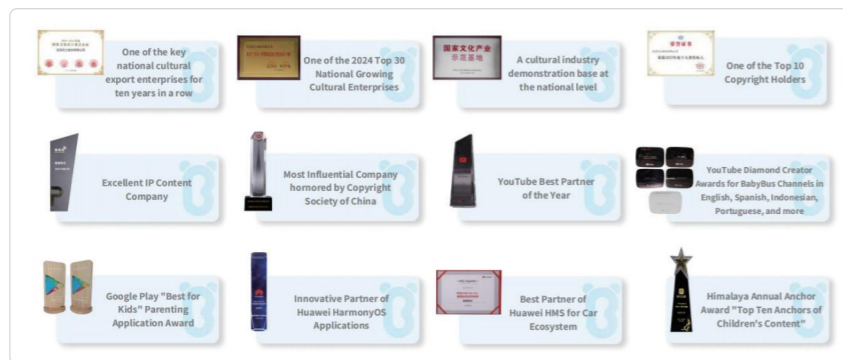 One of the key
national cultural
export enterprises for
ten years in a row
One of the 2024 Top 30
National Growing
Cultural Enterprises
国家文化产业
示范基地
A cultural industry
demonstration base at
the national level
One of the Top 10
Copyright Holders
Excellent IP Content
Company
Most Influential Company
hornored by Copyright
Society of China
YouTube Best Partner
of the Year
YouTube Diamond Creator
Awards for BabyBus Channels in
English, Spanish, Indonesian,
Portuguese, and more
Google Play "Best for
Kids" Parenting
Application Award
Innovative Partner of
Huawei HarmonyOS
Applications
Best Partner of
Huawei HMS for Car
Ecosystem
Himalaya Annual Anchor
Award "Top Ten Anchors of
Children's Content"